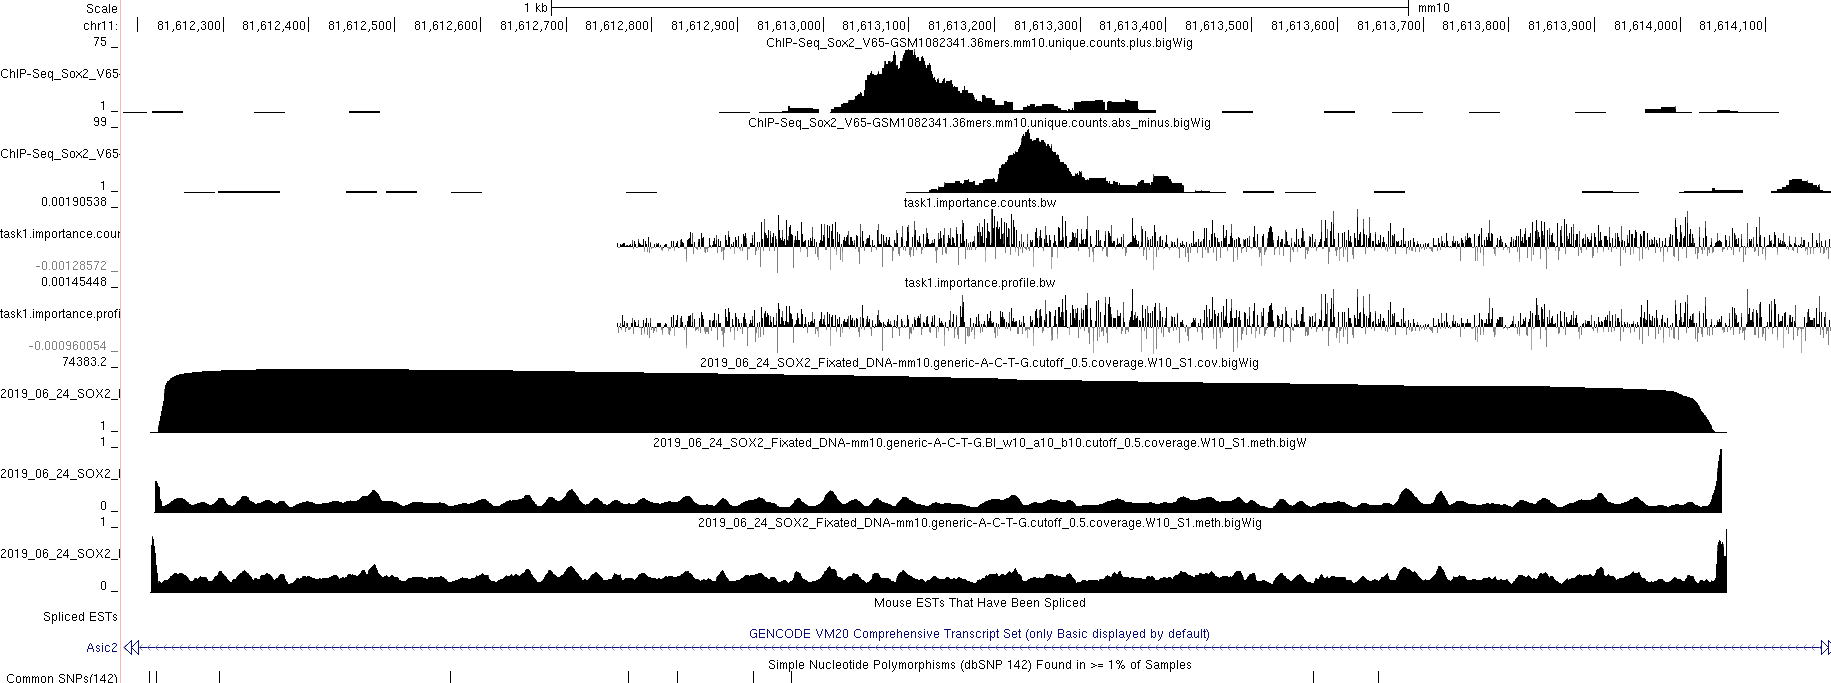 Scale 1 kb mm10
chr11: 81,612,300 81,612,400 81,612,500 81,612,600 81,612,700 81,612,800 81,612,900 81,613,000 81,613,100 81,613,200 81,613,300 81,613,400 81,613,500 81,613,600 81,613,700 81,613,800 81,613,900 81,614,000 81,614,100
75 _ ChIP-Seq_Sox2_V65-GSM1082341.36mers.mm10.unique.counts.plus.bigWig
ChIP-Seq_Sox2_V65-
1 _
99 _ ChIP-Seq_Sox2_V65-GSM1082341.36mers.mm10.unique.counts.abs_minus.bigWig
ChIP-Seq_Sox2_V65-
1 _
0.00190538 _ task1.importance.counts.bw
task1.importance.cour
-0.00128572 _
0.00145448 _ task1.importance.profile.bw
task1.importance.profi
-0.000960054 _
74383.2 _ 2019_06_24_SOX2_Fixated_DNA-mm10.generic-A-C-T-G.cutoff_0.5.coverage.W10_S1.cov.bigWig
2019_06_24_SOX2_I
1 _
1 _ 2019_06_24_SOX2_Fixated_DNA-mm10.generic-A-C-T-G.BI_w10_a10_b10.cutoff_0.5.coverage.W10_S1.meth.bigW
2019_06_24_SOX2_I
0 _
1 _ 2019_06_24_SOX2_Fixated_DNA-mm10.generic-A-C-T-G.cutoff_0.5.coverage.W10_S1.meth.bigWig
2019_06_24_SOX2_I
0 _
Mouse ESTs That Have Been Spliced
Spliced ESTs
GENCODE VM20 Comprehensive Transcript Set (only Basic displayed by default)
Asic2
Simple Nucleotide Polymorphisms (dbSNP 142) Found in >= 1% of Samples
Common SNPs(142)